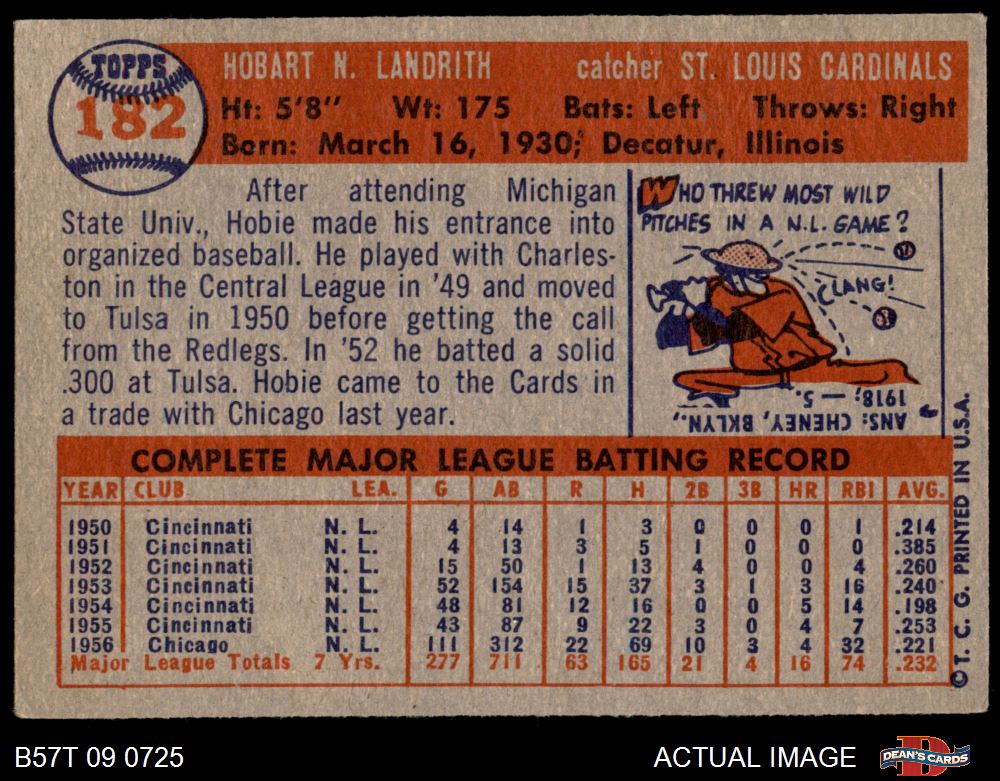 TOPPS
182
HOBART N. LANDRITH catcher ST. LOUIS CARDINALS
Ht: 5'8" Wt: 175 Bats: Left Throws: Right
Born: March 16, 1930; Decatur, Illinois
After attending Michigan
State Univ., Hobie made his entrance into
organized baseball. He played with Charles-
ton in the Central League in '49 and moved
to Tulsa in 1950 before getting the call
from the Redlegs. In '52 he batted a solid
.300 at Tulsa. Hobie came to the Cards in
a trade with Chicago last year.
WHO THREW MOST WILD
PITCHES IN A N.L. GAME?
CLANG!
ANS: CHENEY, BKLYN.,
1918; — 5.
COMPLETE MAJOR LEAGUE BATTING RECORD
YEAR CLUB LEA. G AB R H 2B 3B HR RBI AVG.
1950 Cincinnati N. L. 4 14 1 3 0 0 0 1 .214
1951 Cincinnati N. L. 4 13 3 5 1 0 0 0 .385
1952 Cincinnati N. L. 15 50 1 13 4 0 0 4 .260
1953 Cincinnati N. L. 52 154 15 37 3 1 3 16 .240
1954 Cincinnati N. L. 48 81 12 16 0 0 5 14 .198
1955 Cincinnati N. L. 43 87 9 22 3 0 4 7 .253
1956 Chicago N. L. 111 312 22 69 10 3 4 32 .221
Major League Totals 7 Yrs. 277 711 63 165 21 4 16 74 .232
©T. C. G. PRINTED IN U.S.A.
B57T 09 0725 ACTUAL IMAGE
DEAN'S CARDS